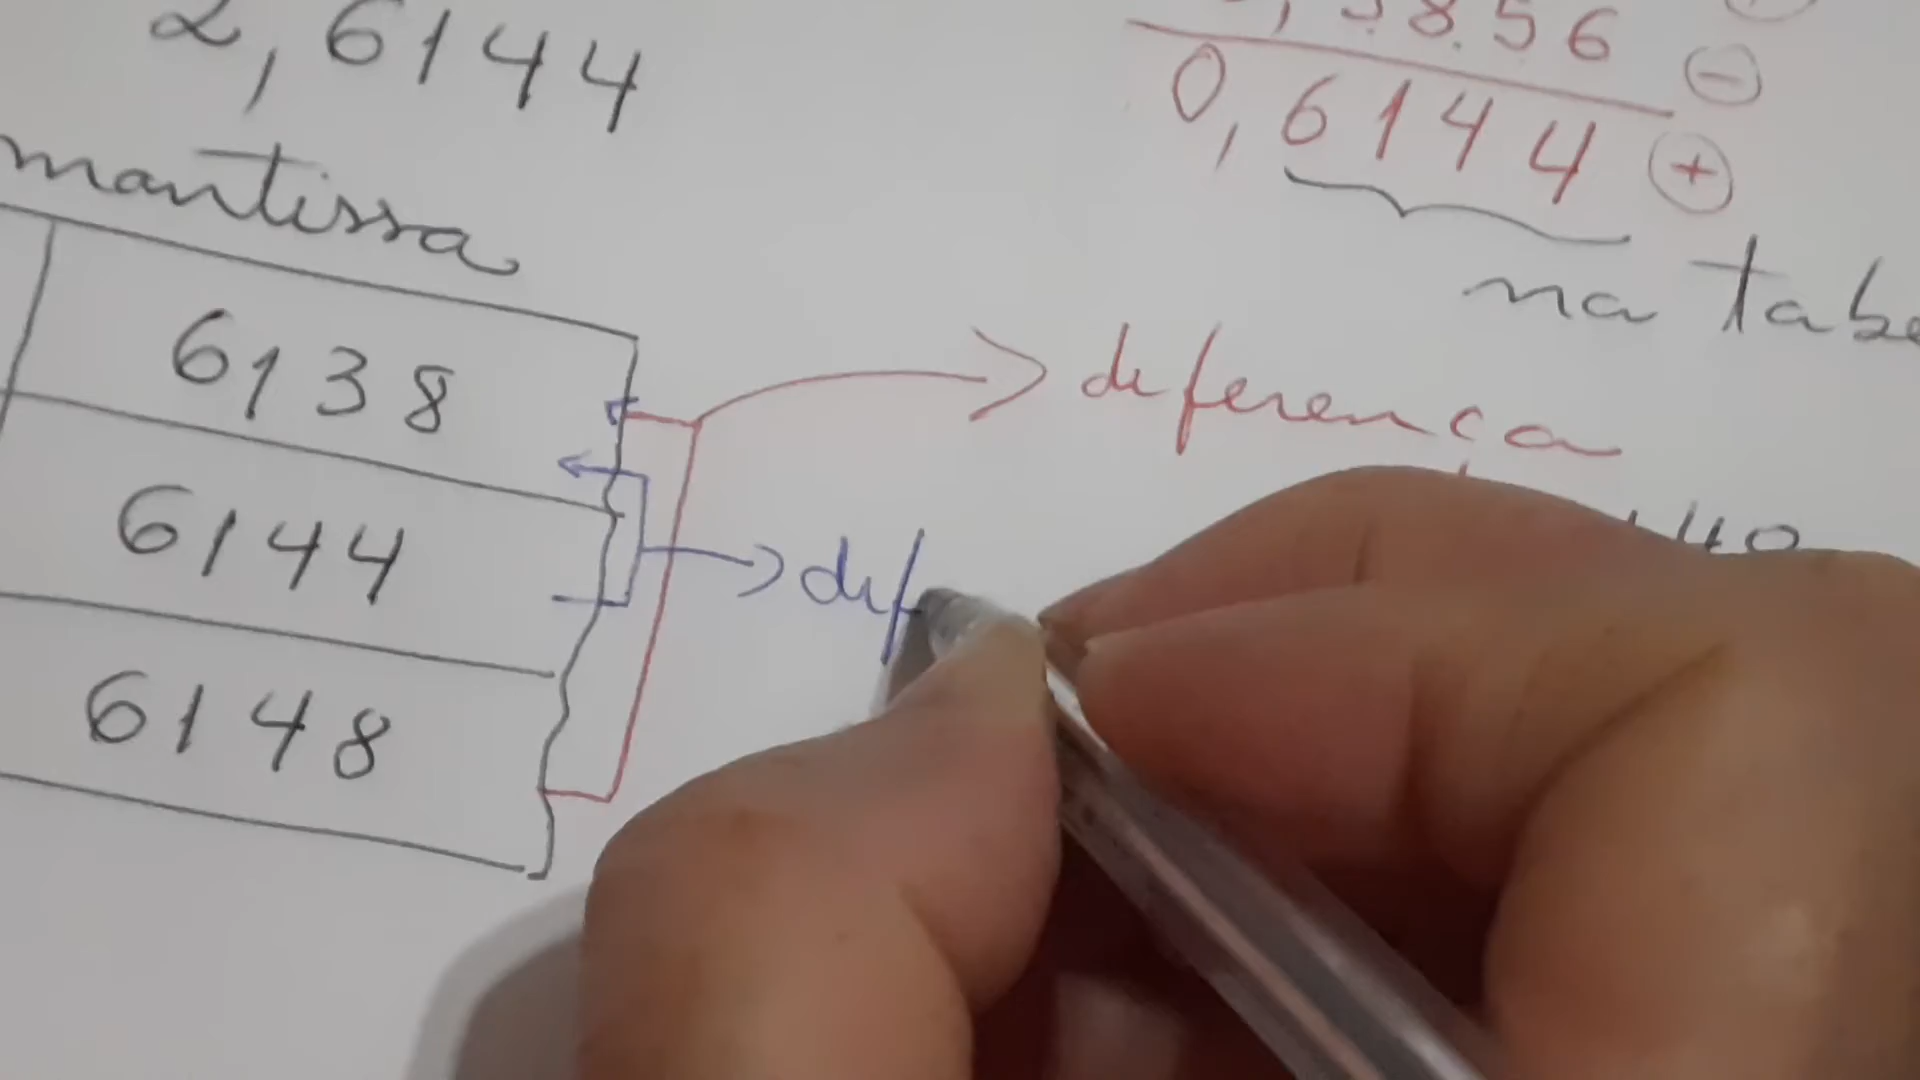 2,6144
mantissa
6138
6144
6148
,3856 -
0,6144 +
na tabe
diferença
dif